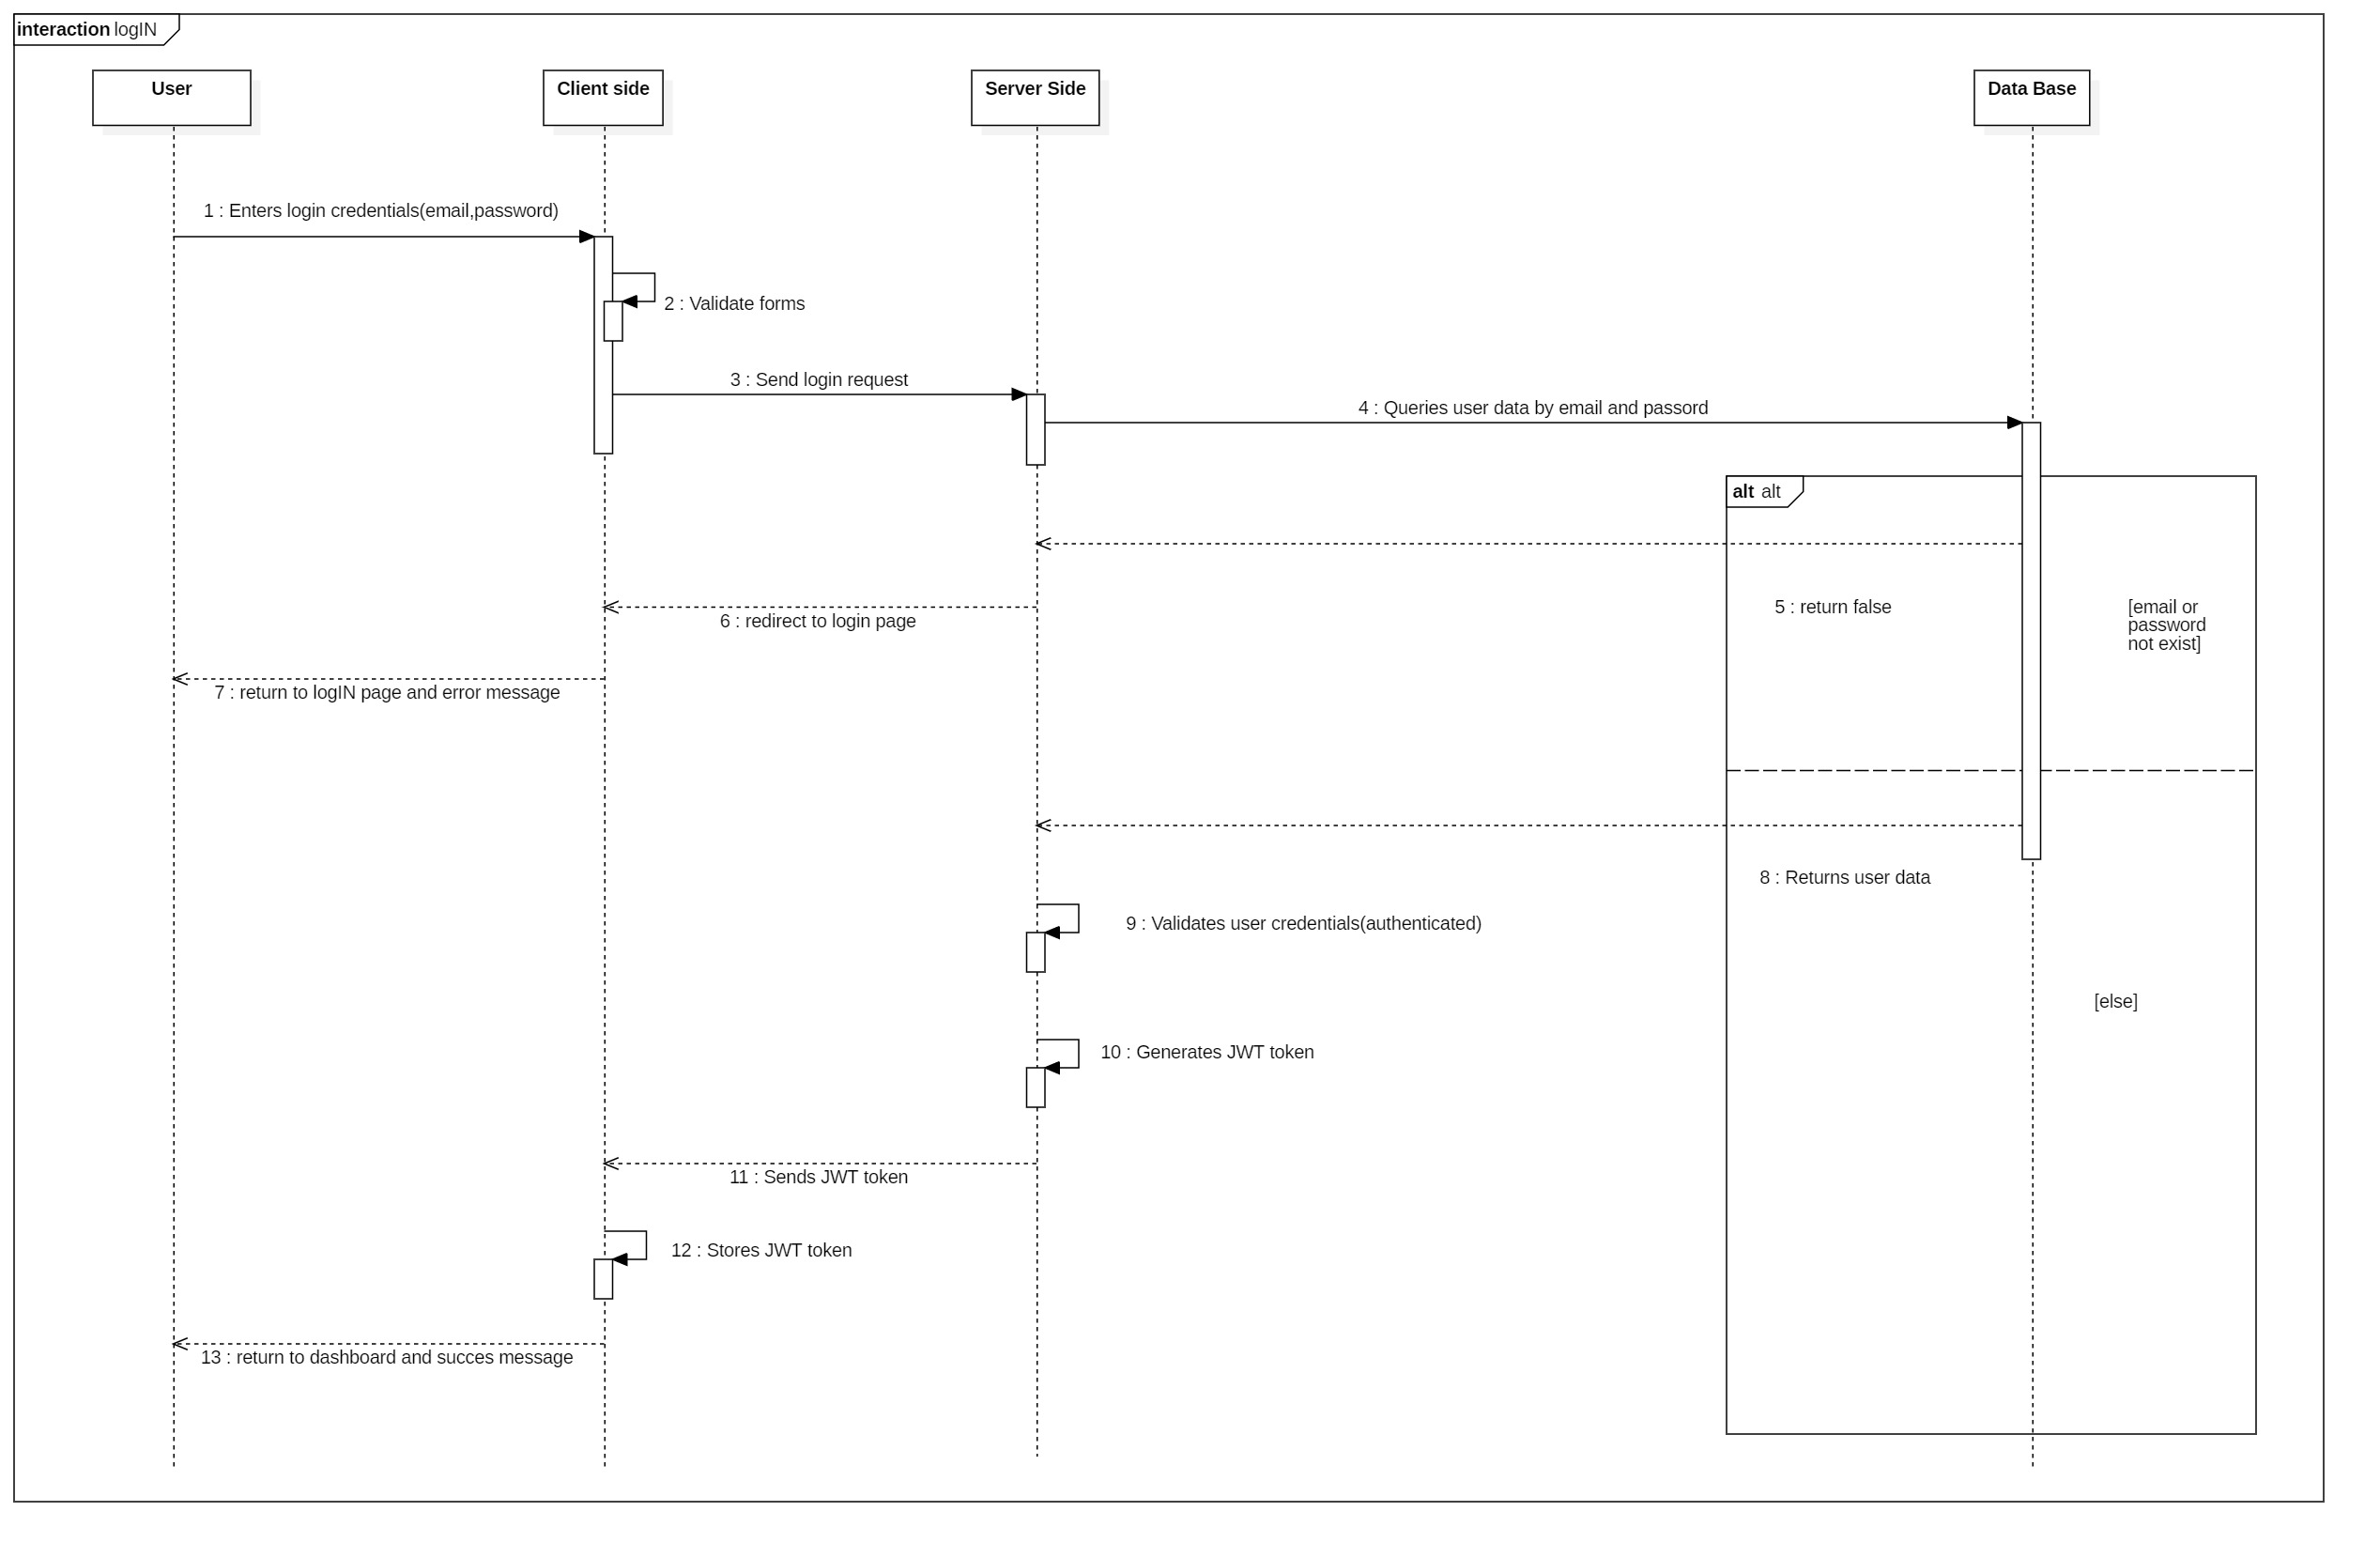 interaction logIN
User
Client side
Server Side
Data Base
1 : Enters login credentials(email,password)
2 : Validate forms
3 : Send login request
4 : Queries user data by email and passord
alt alt
5 : return false
[email or
password
not exist]
6 : redirect to login page
7 : return to logIN page and error message
8 : Returns user data
9 : Validates user credentials(authenticated)
[else]
10 : Generates JWT token
11 : Sends JWT token
12 : Stores JWT token
13 : return to dashboard and succes message